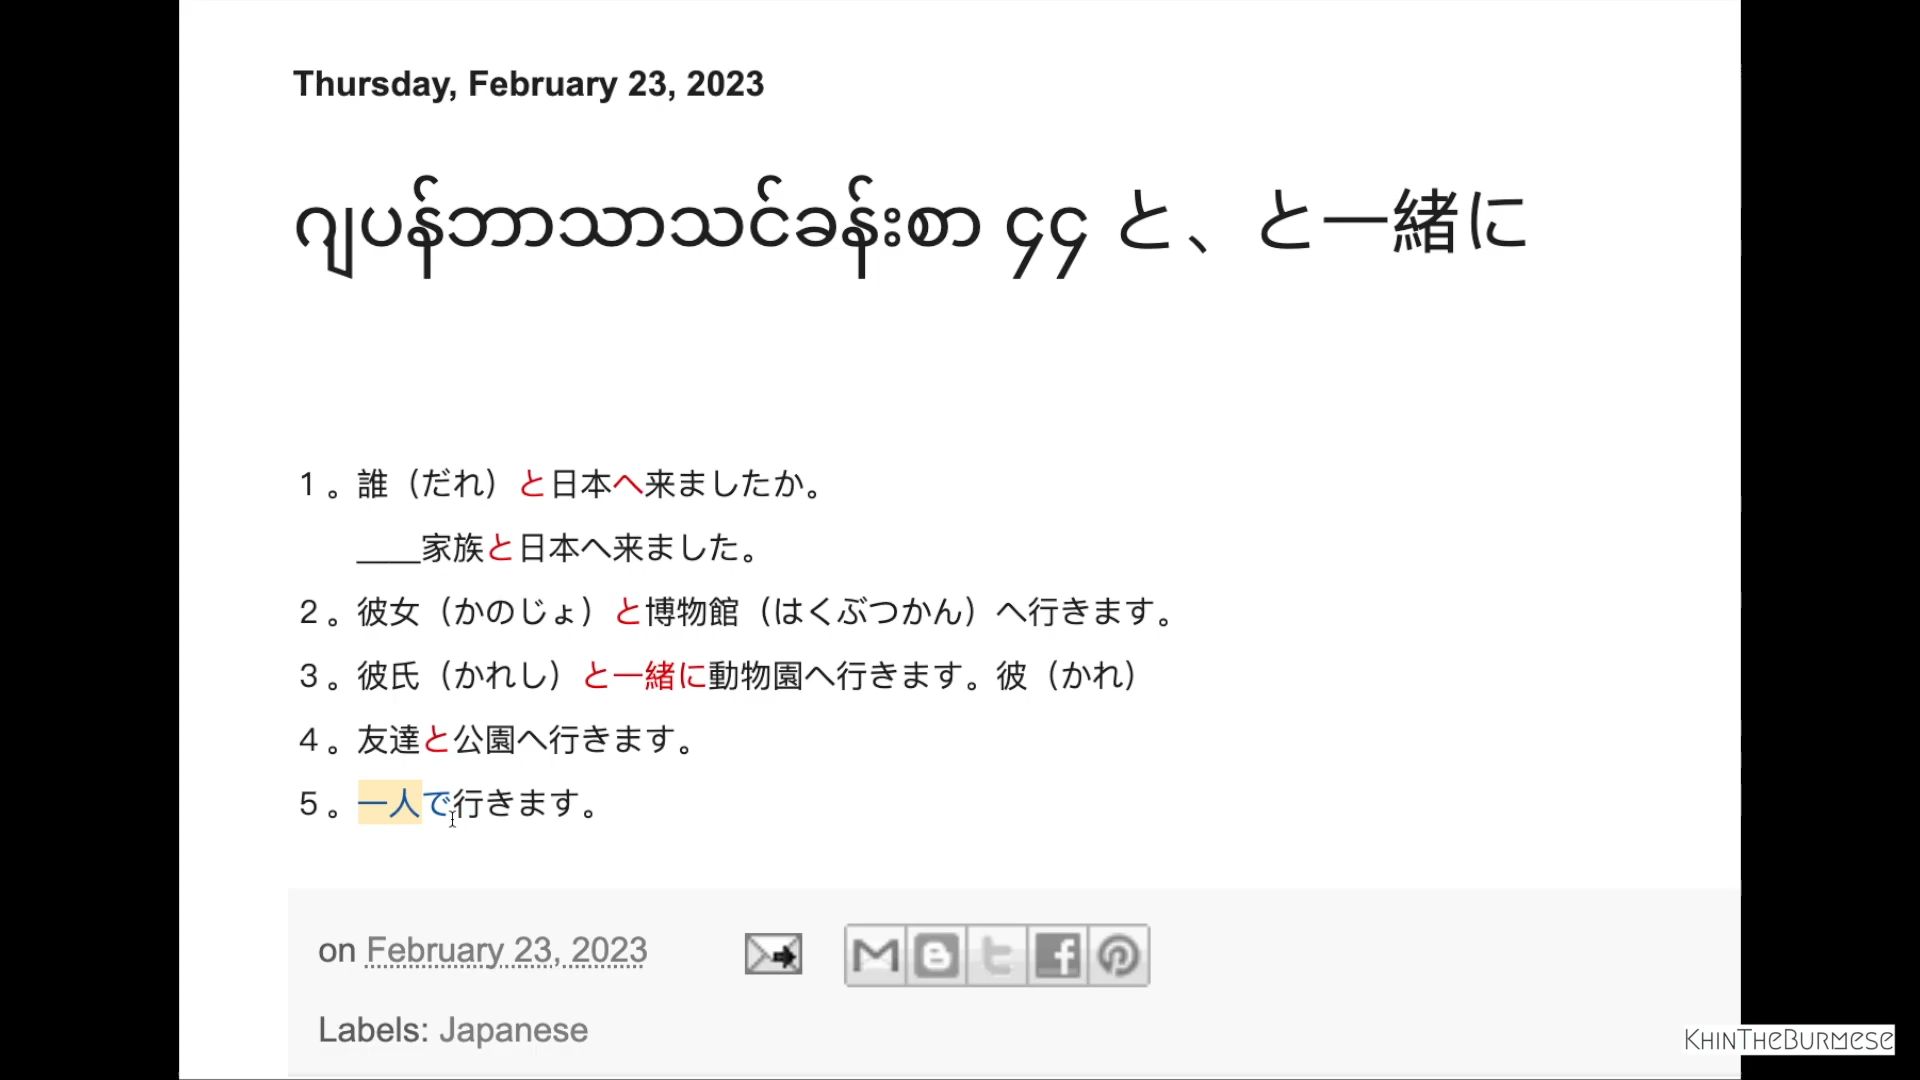 Thursday, February 23, 2023
ဂျပန်ဘာသာသင်ခန်းစာ ၄၄ と、と一緒に
１。誰（だれ）と日本へ来ましたか。
____家族と日本へ来ました。
２。彼女（かのじょ）と博物館（はくぶつかん）へ行きます。
３。彼氏（かれし）と一緒に動物園へ行きます。彼（かれ）
４。友達と公園へ行きます。
５。一人で行きます。
on February 23, 2023
Labels: Japanese
KhinTheBurmese